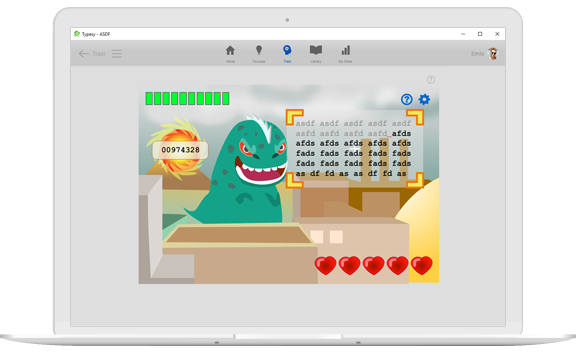 Typesy - ASDF
Train
Home Courses Train Library My Stats
?
?
asdf asdf asdf asdf asdf
asfd asfd asfd asfd afds
afds afds afds afds afds
fads fads fads fads fads
fads fads fads fads fads
as df fd as as df fd as
00974328